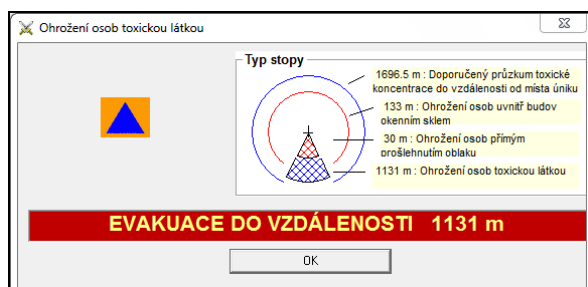 Ohrožení osob toxickou látkou
Typ stopy
1696.5 m : Doporučený průzkum toxické
koncentrace do vzdálenosti od místa úniku
133 m : Ohrožení osob uvnitř budov
okenním sklem
30 m : Ohrožení osob přímým
prošlehnutím oblaku
1131 m : Ohrožení osob toxickou látkou
EVAKUACE DO VZDÁLENOSTI 1131 m
OK